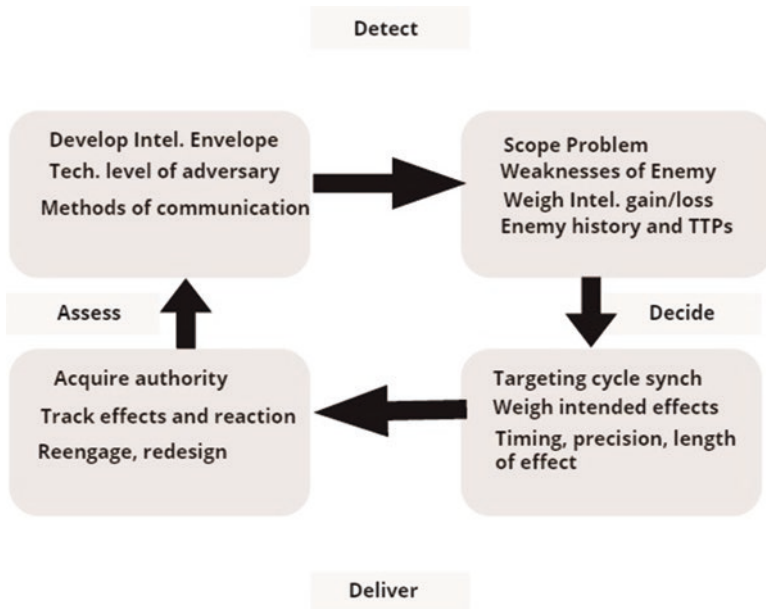 Detect
Develop Intel. Envelope
Tech. level of adversary
Methods of communication
Scope Problem
Weaknesses of Enemy
Weigh Intel. gain/loss
Enemy history and TTPs
Assess
Decide
Acquire authority
Track effects and reaction
Reengage, redesign
Targeting cycle synch
Weigh intended effects
Timing, precision, length
of effect
Deliver